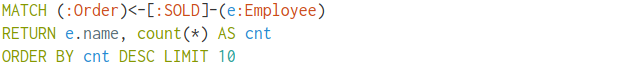 MATCH (:Order)<-[:SOLD]-(e:Employee)
RETURN e.name, count(*) AS cnt
ORDER BY cnt DESC LIMIT 10